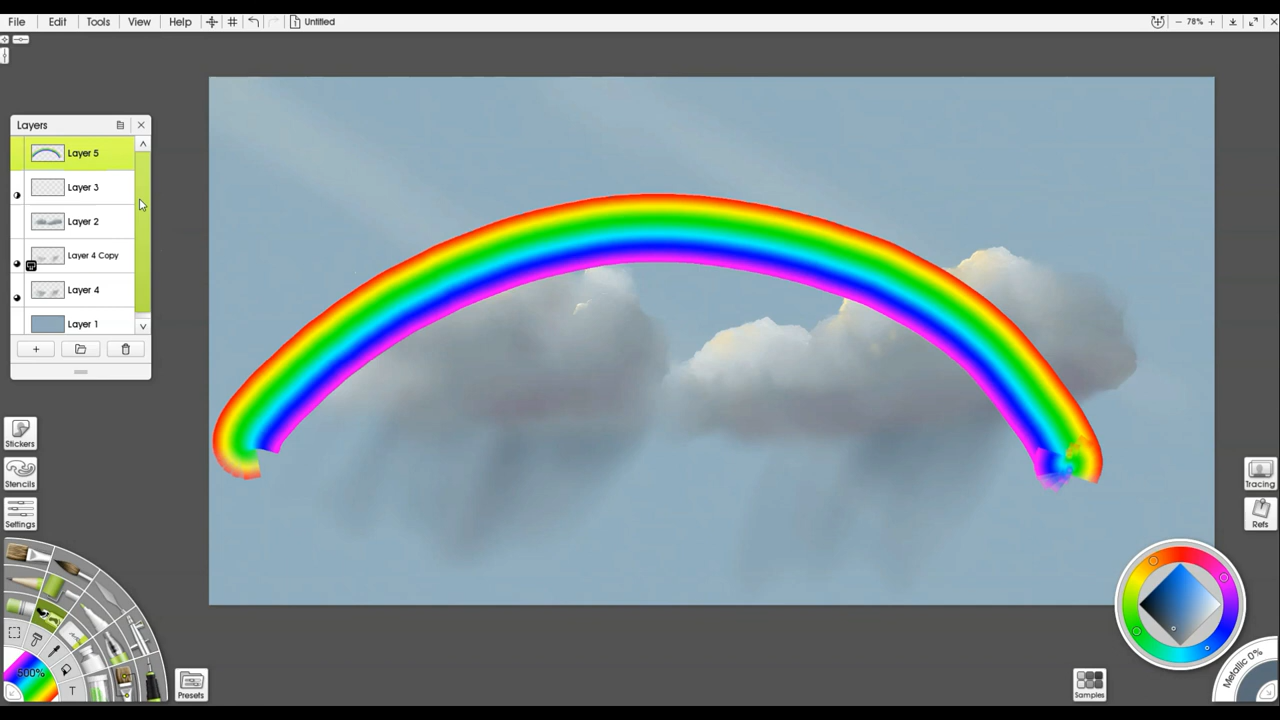 File Edit Tools View Help Untitled 78%
Layers
Layer 5
Layer 3
Layer 2
Layer 4 Copy
Layer 4
Layer 1
Stickers
Stencils
Settings
500%
T
Presets
Tracing
Refs
Samples
Metallic 0%